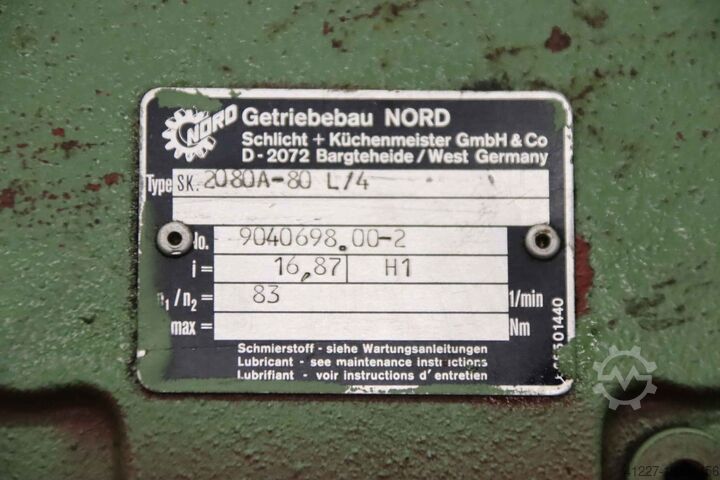 NORD
Getriebebau NORD
Schlicht + Küchenmeister GmbH & Co
D-2072 Bargteheide/West Germany
Type SK. 2080A-80 L/4
No. 9040698.00-2
i = 16,87 H1
n1 / n2 = 83 1/min
max = Nm
Schmierstoff - siehe Wartungsanleitungen
Lubricant - see maintenance instructions
Lubrifiant - voir instructions d' entretien